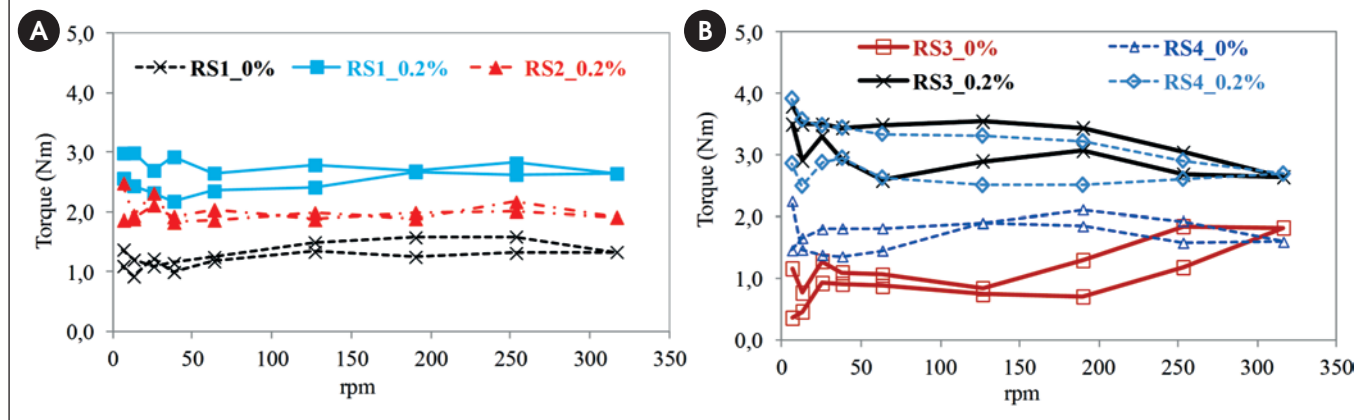 A
5,0
RS1_0% RS1_0.2% RS2_0.2%
4,0
3,0
2,0
1,0
0,0
Torque (Nm)
0 50 100 150 200 250 300 350
rpm
B
5,0
RS3_0% RS4_0%
RS3_0.2% RS4_0.2%
4,0
3,0
2,0
1,0
0,0
Torque (Nm)
0 50 100 150 200 250 300 350
rpm